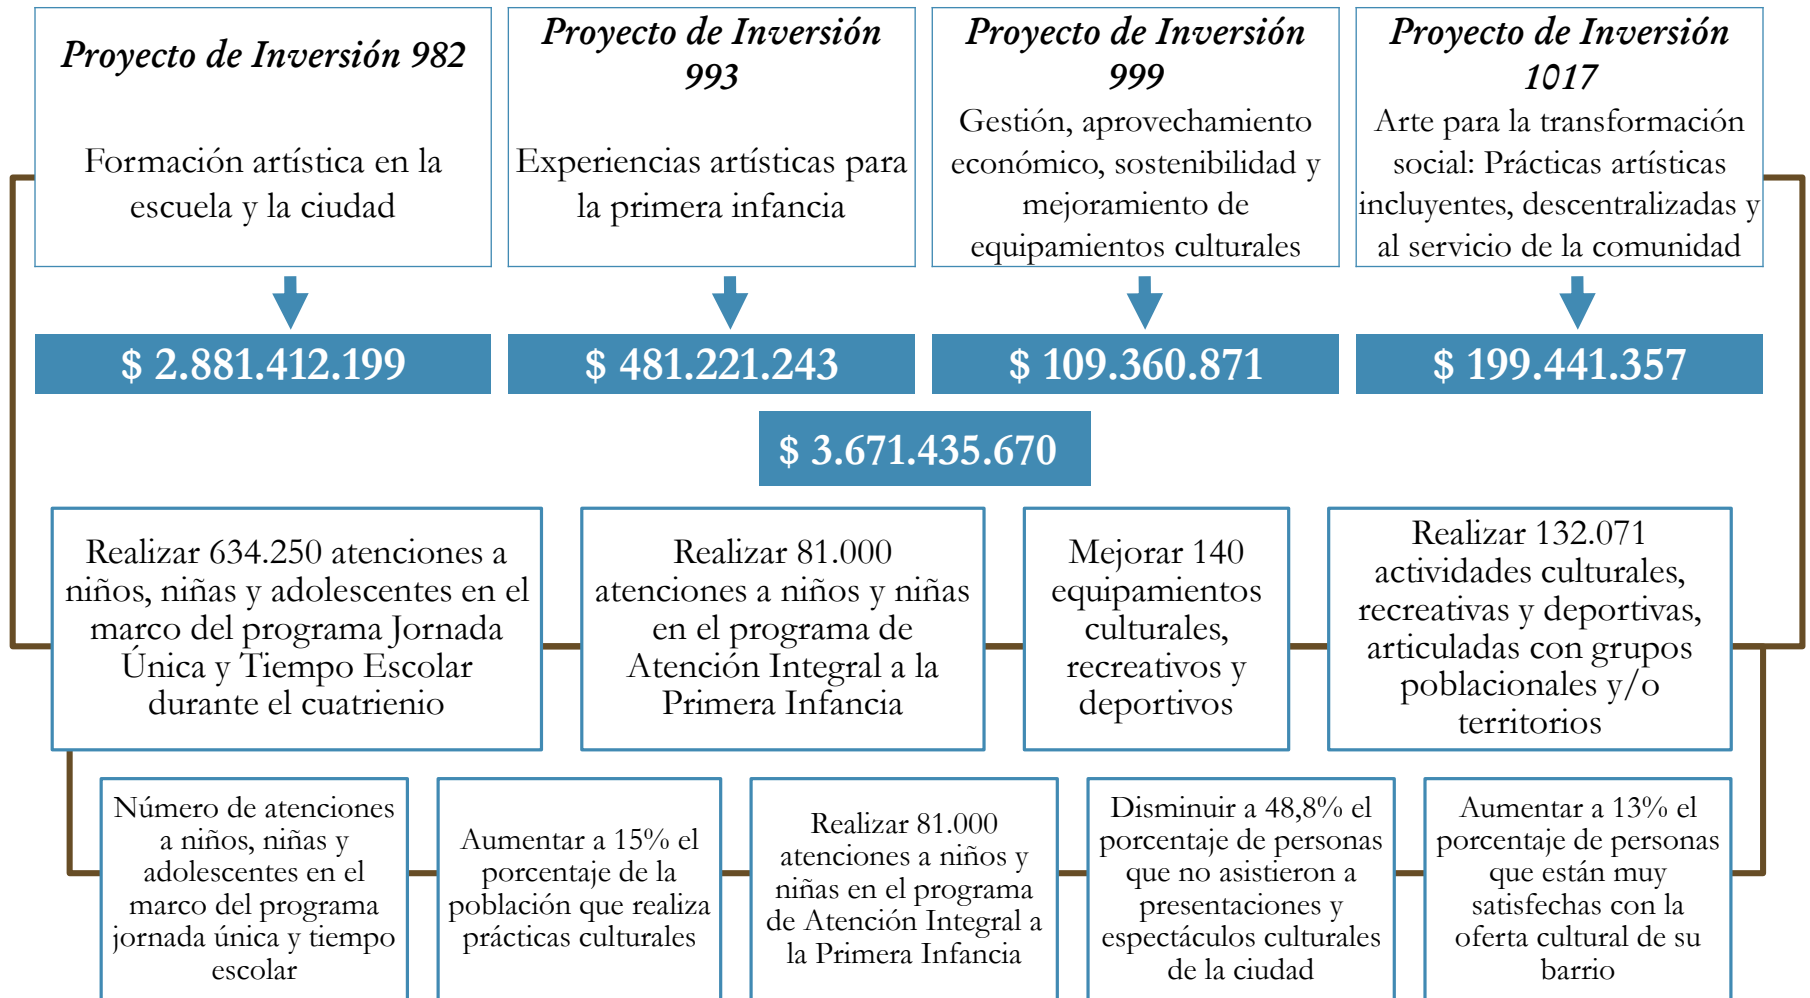 Proyecto de Inversión 982
Formación artística en la
escuela y la ciudad
Proyecto de Inversión
993
Experiencias artísticas para
la primera infancia
Proyecto de Inversión
999
Gestión, aprovechamiento
económico, sostenibilidad y
mejoramiento de
equipamientos culturales
Proyecto de Inversión
1017
Arte para la transformación
social: Prácticas artísticas
incluyentes, descentralizadas y
al servicio de la comunidad
$ 2.881.412.199
$ 481.221.243
$ 109.360.871
$ 199.441.357
$ 3.671.435.670
Realizar 634.250 atenciones a
niños, niñas y adolescentes en el
marco del programa Jornada
Única y Tiempo Escolar
durante el cuatrienio
Realizar 81.000
atenciones a niños y niñas
en el programa de
Atención Integral a la
Primera Infancia
Mejorar 140
equipamientos
culturales,
recreativos y
deportivos
Realizar 132.071
actividades culturales,
recreativas y deportivas,
articuladas con grupos
poblacionales y/o
territorios
Número de atenciones
a niños, niñas y
adolescentes en el
marco del programa
jornada única y tiempo
escolar
Aumentar a 15% el
porcentaje de la
población que realiza
prácticas culturales
Realizar 81.000
atenciones a niños y
niñas en el programa
de Atención Integral a
la Primera Infancia
Disminuir a 48,8% el
porcentaje de personas
que no asistieron a
presentaciones y
espectáculos culturales
de la ciudad
Aumentar a 13% el
porcentaje de personas
que están muy
satisfechas con la
oferta cultural de su
barrio